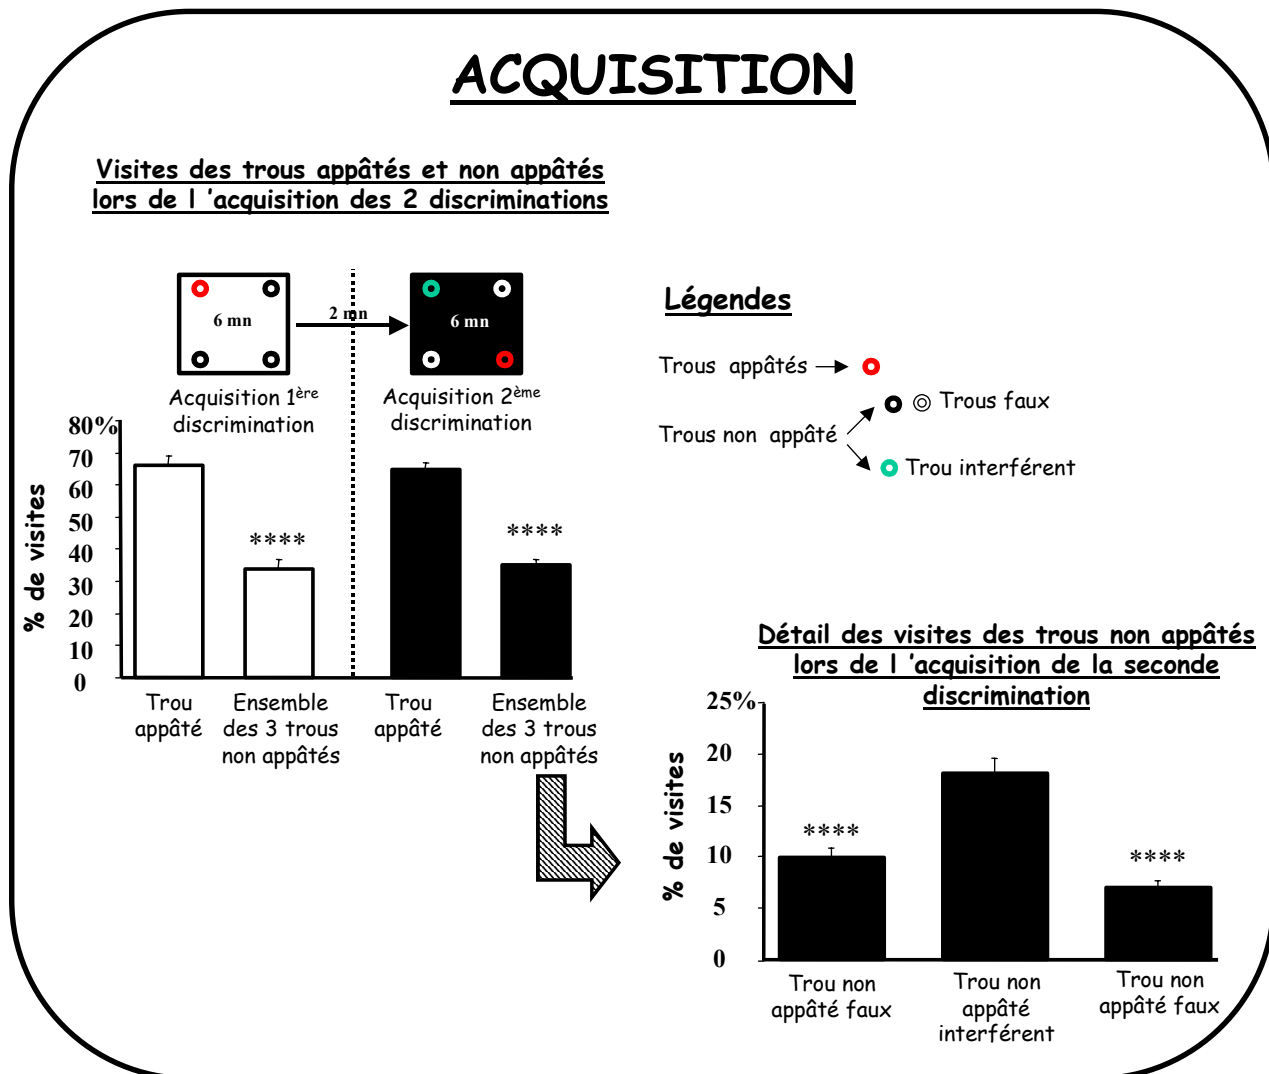 ACQUISITION
Visites des trous appâtés et non appâtés
lors de l 'acquisition des 2 discriminations
6 mn
2 mn
6 mn
Acquisition 1ère
discrimination
Acquisition 2ème
discrimination
Légendes
Trous appâtés
Trous faux
Trous non appâté
Trou interférent
% de visites
80%
70
60
50
40
30
20
10
0
****
****
Trou
appâté
Ensemble
des 3 trous
non appâtés
Trou
appâté
Ensemble
des 3 trous
non appâtés
Détail des visites des trous non appâtés
lors de l 'acquisition de la seconde
discrimination
% de visites
25%
20
15
10
5
0
****
****
Trou non
appâté faux
Trou non
appâté
interférent
Trou non
appâté faux